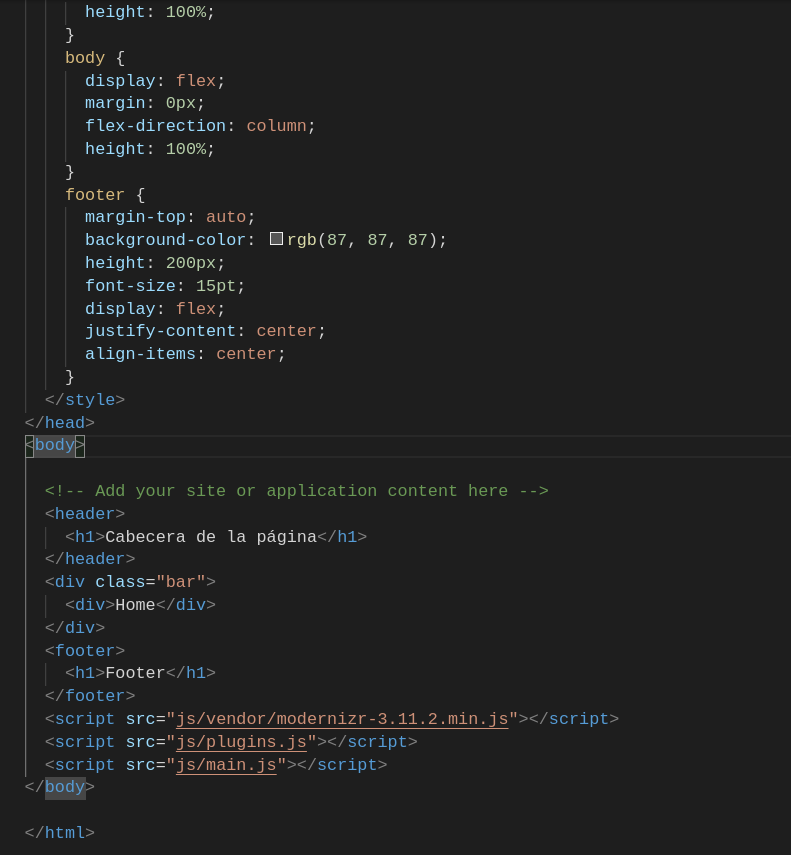 height: 100%;
}
body {
display: flex;
margin: 0px;
flex-direction: column;
height: 100%;
}
footer {
margin-top: auto;
background-color: rgb(87, 87, 87);
height: 200px;
font-size: 15pt;
display: flex;
justify-content: center;
align-items: center;
}
</style>
</head>
<body>
<!-- Add your site or application content here -->
<header>
<h1>Cabecera de la página</h1>
</header>
<div class="bar">
<div>Home</div>
</div>
<footer>
<h1>Footer</h1>
</footer>
<script src="js/vendor/modernizr-3.11.2.min.js"></script>
<script src="js/plugins.js"></script>
<script src="js/main.js"></script>
</body>
</html>